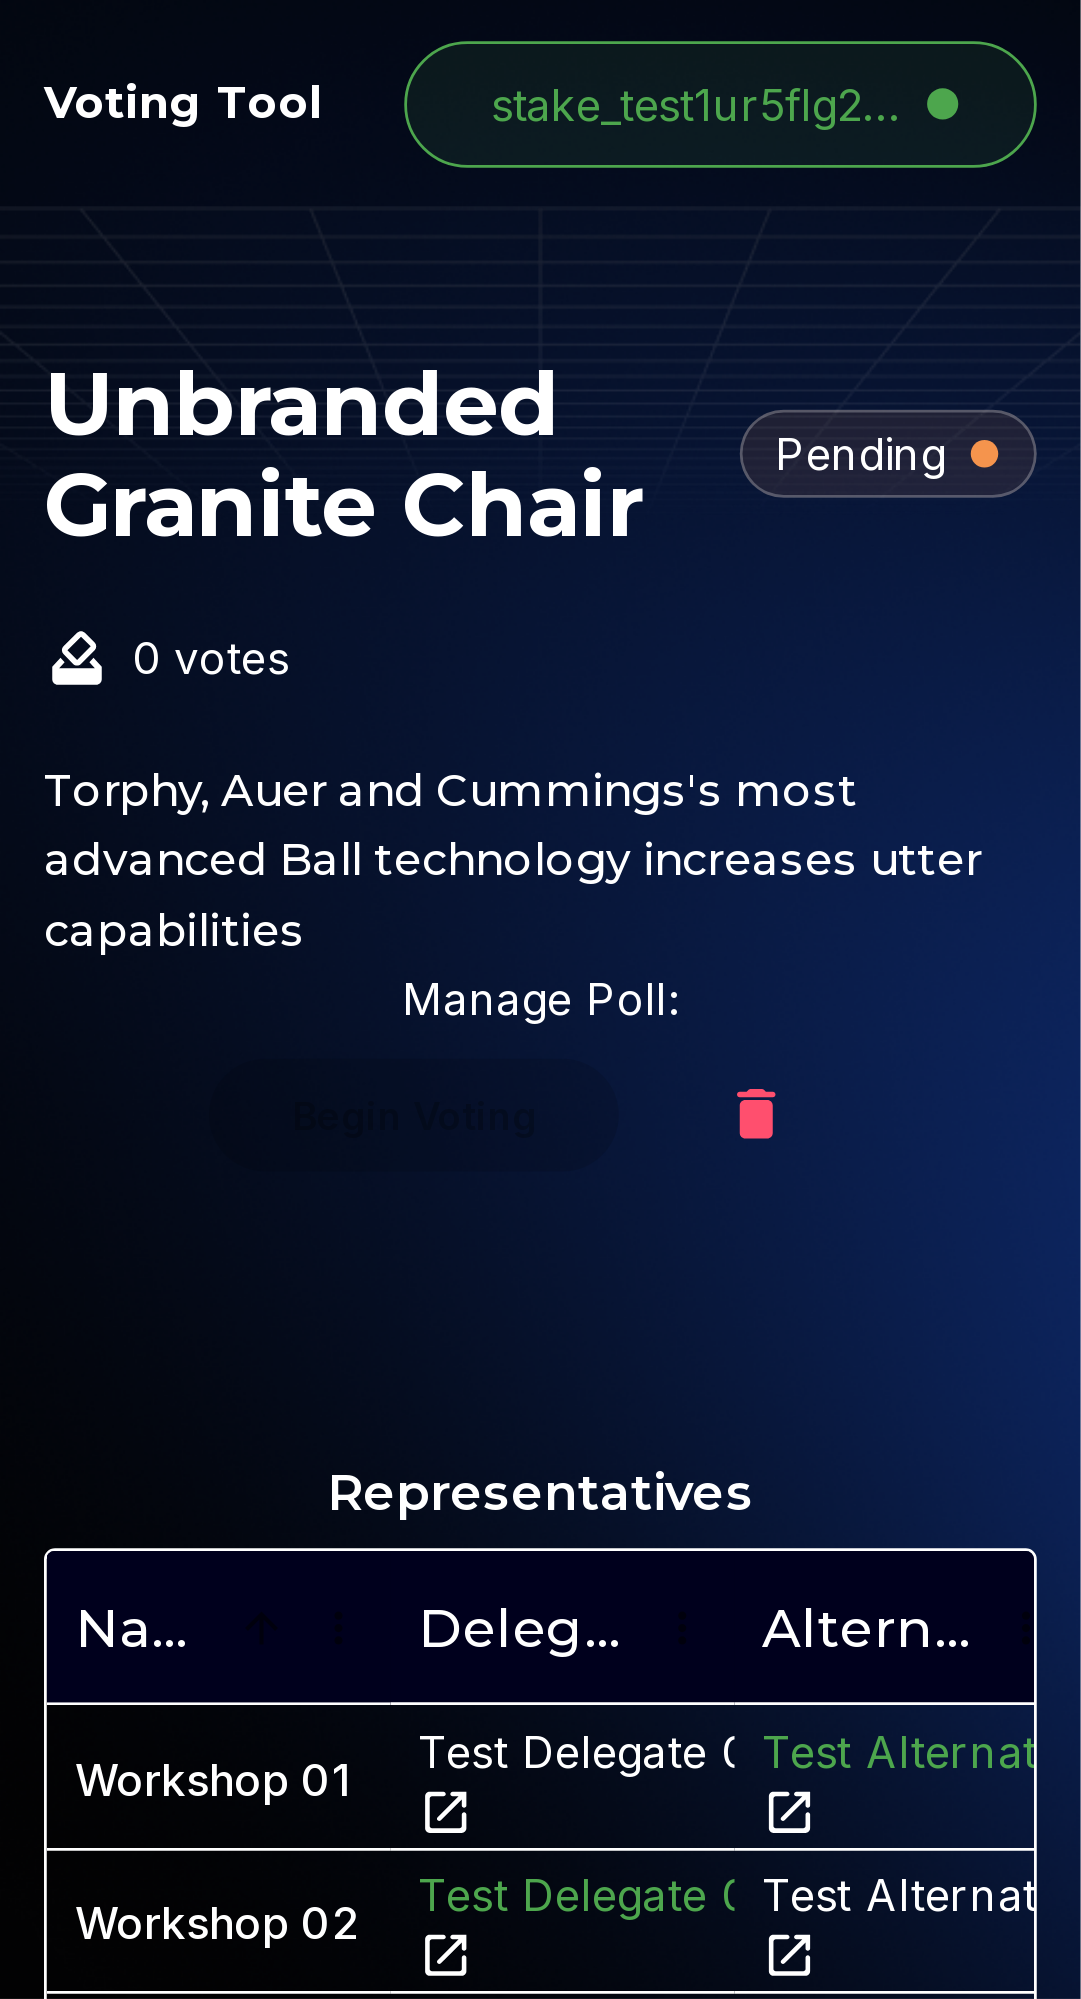 Voting Tool
stake_test1ur5flg2...
Unbranded
Granite Chair
Pending
0 votes
Torphy, Auer and Cummings's most
advanced Ball technology increases utter
capabilities
Manage Poll:
Begin Voting
Representatives
Na... Deleg... Altern...
Workshop 01 Test Delegate Test Alternat
Workshop 02 Test Delegate Test Alternat